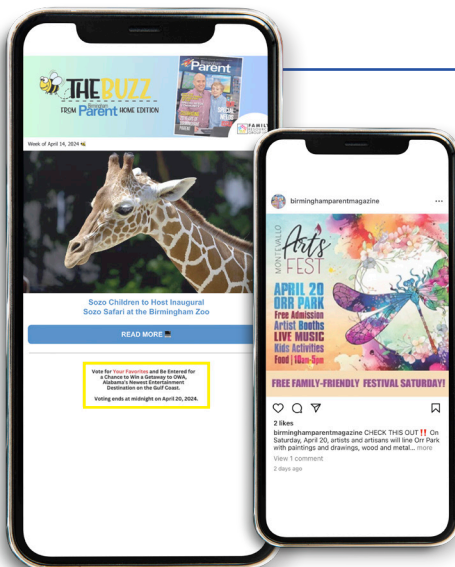 THE BUZZ
FROM Birmingham Parent HOME EDITION
Parent
SPECIAL
NEEDS
FAMILY
Week of April 14, 2024
Sozo Children to Host Inaugural
Sozo Safari at the Birmingham Zoo
READ MORE
Vote for Your Favorites and Be Entered for
a Chance to Win a Getaway to OWA,
Alabama's Newest Entertainment
Destination on the Gulf Coast.
Voting ends at midnight on April 20, 2024.
birminghamparentmagazine
MONTEVALLO
Arts
FEST
APRIL 20
ORR PARK
Free Admission
Artist Booths
LIVE MUSIC
Kids Activities
Food | 10am-5pm
FREE FAMILY-FRIENDLY FESTIVAL SATURDAY!
2 likes
birminghamparentmagazine CHECK THIS OUT ‼️ On
Saturday, April 20, artists and artisans will line Orr Park
with paintings and drawings, wood and metal... more
View 1 comment
2 days ago